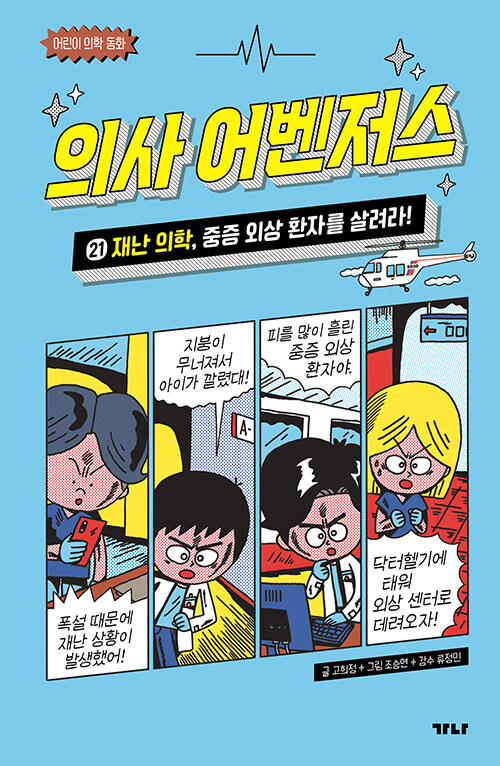 어린이 의학 동화
의사 어벤저스
21 재난 의학, 중증 외상 환자를 살려라!
폭설 때문에
재난 상황이
발생했어!
지붕이
무너져서
아이가 깔렸대!
A-
피를 많이 흘린
중증 외상
환자야.
닥터헬기에
태워
외상 센터로
데려오자!
글 고희정 + 그림 조승연 + 감수 류정민
가나